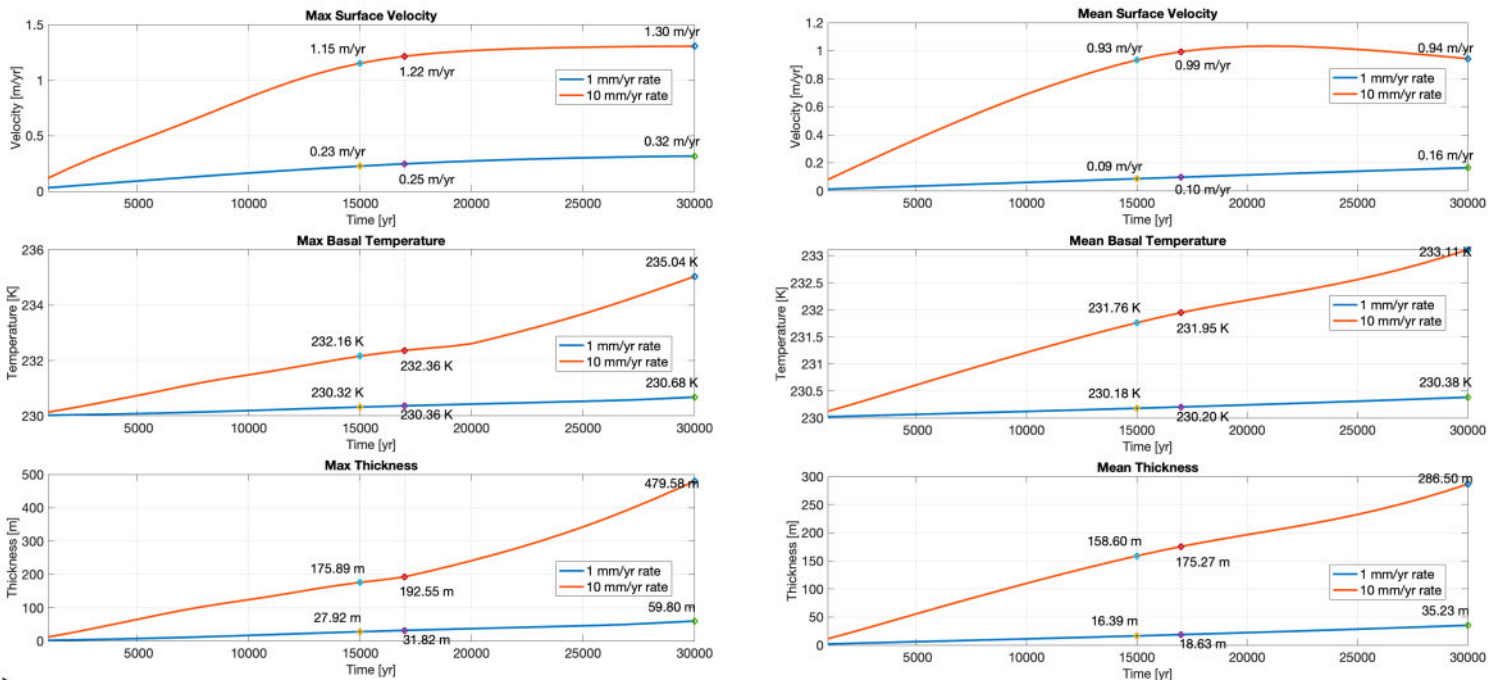 Max Surface Velocity
1.5
1
0.5
0
Velocity [m/yr]
1.15 m/yr
1.22 m/yr
1.30 m/yr
0.23 m/yr
0.25 m/yr
0.32 m/yr
1 mm/yr rate
10 mm/yr rate
5000 10000 15000 20000 25000 30000
Time [yr]
Max Basal Temperature
236
234
232
230
Temperature [K]
232.16 K
232.36 K
235.04 K
230.32 K
230.36 K
230.68 K
1 mm/yr rate
10 mm/yr rate
5000 10000 15000 20000 25000 30000
Time [yr]
Max Thickness
500
400
300
200
100
0
Thickness [m]
175.89 m
192.55 m
479.58 m
27.92 m
31.82 m
59.80 m
1 mm/yr rate
10 mm/yr rate
5000 10000 15000 20000 25000 30000
Time [yr]
Mean Surface Velocity
1.2
1
0.8
0.6
0.4
0.2
0
Velocity [m/yr]
0.93 m/yr
0.99 m/yr
0.94 m/yr
0.09 m/yr
0.10 m/yr
0.16 m/yr
1 mm/yr rate
10 mm/yr rate
5000 10000 15000 20000 25000 30000
Time [yr]
Mean Basal Temperature
233
232.5
232
231.5
231
230.5
230
Temperature [K]
231.76 K
231.95 K
233.11 K
230.18 K
230.20 K
230.38 K
1 mm/yr rate
10 mm/yr rate
5000 10000 15000 20000 25000 30000
Time [yr]
Mean Thickness
300
250
200
150
100
50
0
Thickness [m]
158.60 m
175.27 m
286.50 m
16.39 m
18.63 m
35.23 m
1 mm/yr rate
10 mm/yr rate
5000 10000 15000 20000 25000 30000
Time [yr]